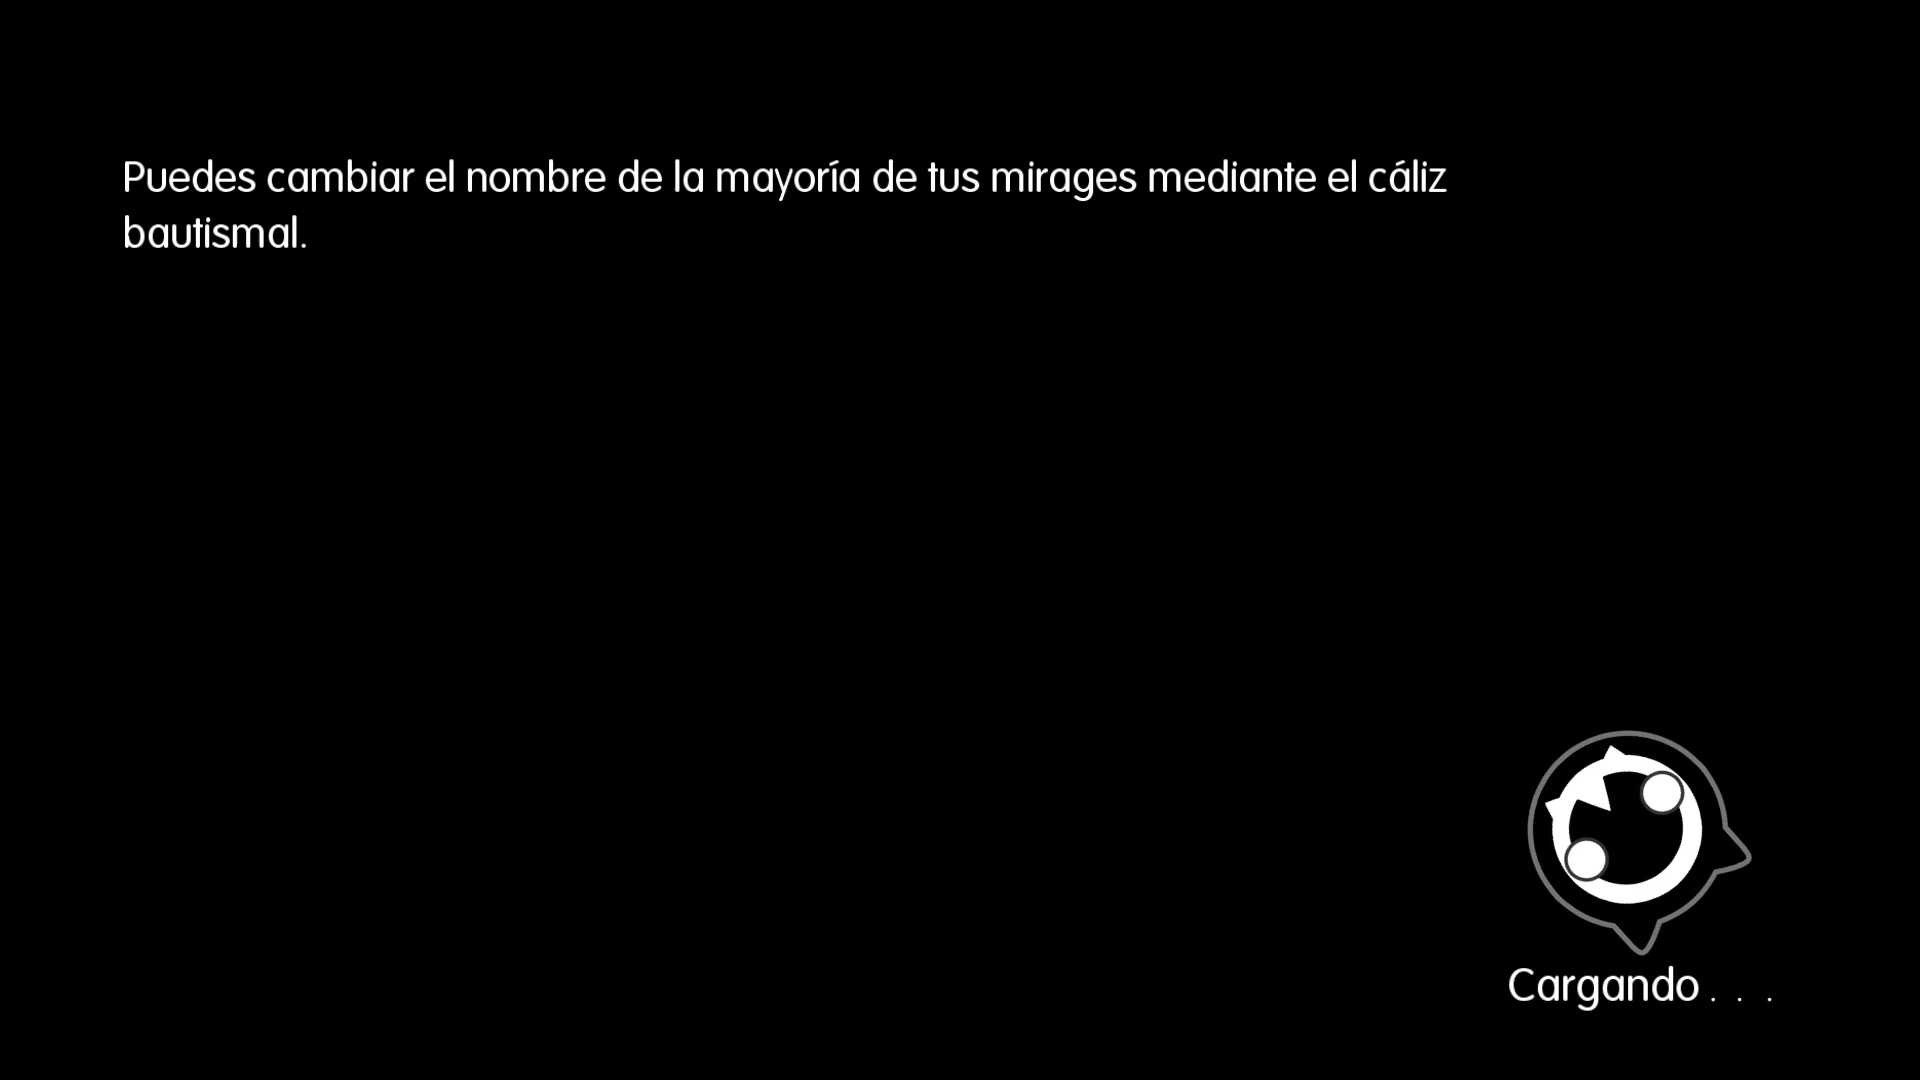 Puedes cambiar el nombre de la mayoría de tus mirages mediante el cáliz
bautismal.
Cargando . . .